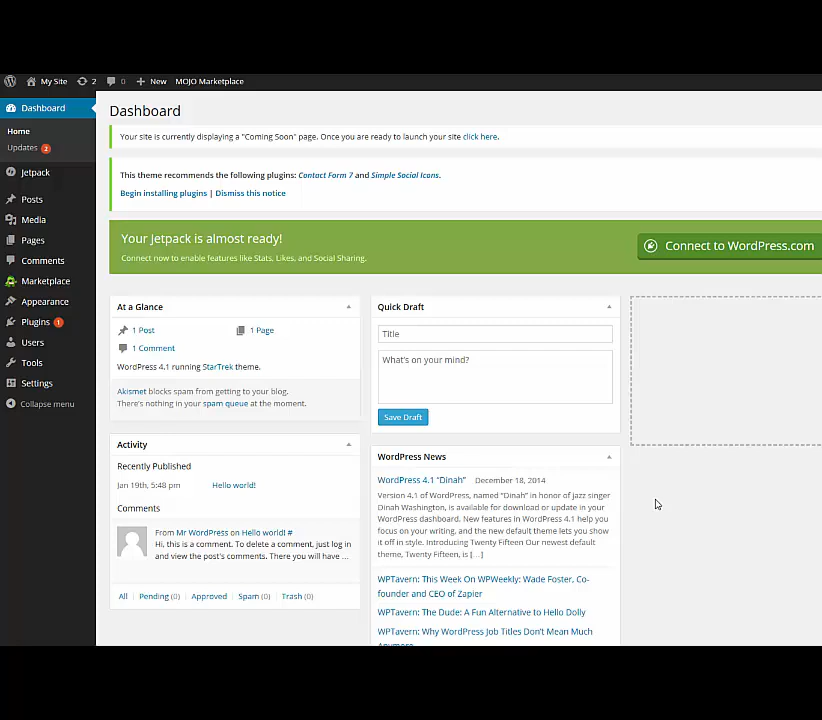 My Site 2 0 New MOJO Marketplace
Dashboard
Home
Updates 2
Jetpack
Posts
Media
Pages
Comments
Marketplace
Appearance
Plugins 1
Users
Tools
Settings
Collapse menu
Dashboard
Your site is currently displaying a "Coming Soon" page. Once you are ready to launch your site click here.
This theme recommends the following plugins: Contact Form 7 and Simple Social Icons.
Begin installing plugins | Dismiss this notice
Your Jetpack is almost ready!
Connect now to enable features like Stats, Likes, and Social Sharing.
Connect to WordPress.com
At a Glance
1 Post 1 Page
1 Comment
WordPress 4.1 running StarTrek theme.
Akismet blocks spam from getting to your blog.
There's nothing in your spam queue at the moment.
Activity
Recently Published
Jan 19th, 5:48 pm Hello world!
Comments
From Mr WordPress on Hello world! #
Hi, this is a comment. To delete a comment, just log in
and view the post's comments. There you will have ...
All Pending (0) Approved Spam (0) Trash (0)
Quick Draft
Title
What's on your mind?
Save Draft
WordPress News
WordPress 4.1 "Dinah" December 18, 2014
Version 4.1 of WordPress, named "Dinah" in honor of jazz singer
Dinah Washington, is available for download or update in your
WordPress dashboard. New features in WordPress 4.1 help you
focus on your writing, and the new default theme lets you show
it off in style. Introducing Twenty Fifteen Our newest default
theme, Twenty Fifteen, is [...]
WPTavern: This Week On WPWeekly: Wade Foster, Co-
founder and CEO of Zapier
WPTavern: The Dude: A Fun Alternative to Hello Dolly
WPTavern: Why WordPress Job Titles Don't Mean Much
Anymore